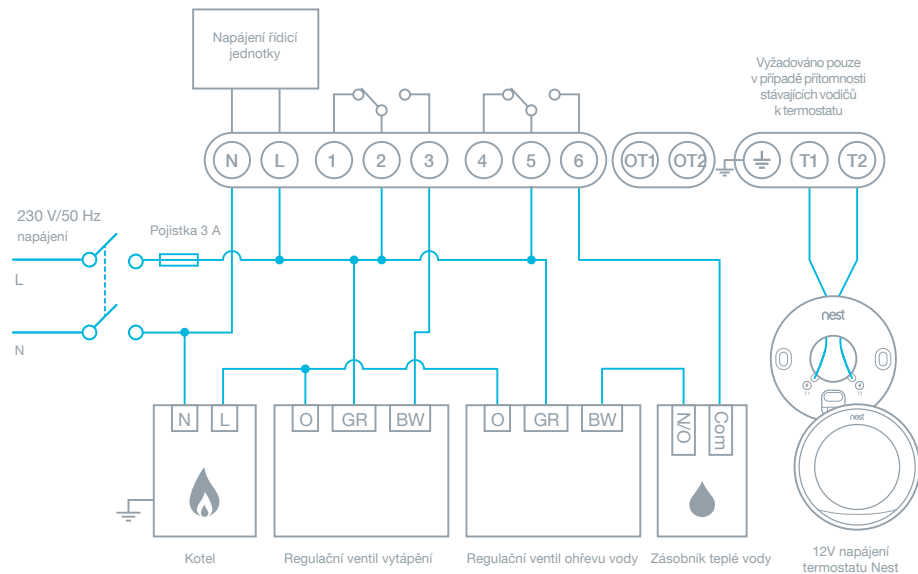 Napájení řídicí
jednotky
Vyžadováno pouze
v případě přítomnosti
stávajících vodičů
k termostatu
N L 1 2 3 4 5 6 OT1 OT2 T1 T2
230 V/50 Hz
napájení
Pojistka 3 A
L
N
nest
N L O GR BW O GR BW N/O Com
nest
Kotel
Regulační ventil vytápění
Regulační ventil ohřevu vody
Zásobník teplé vody
12V napájení
termostatu Nest